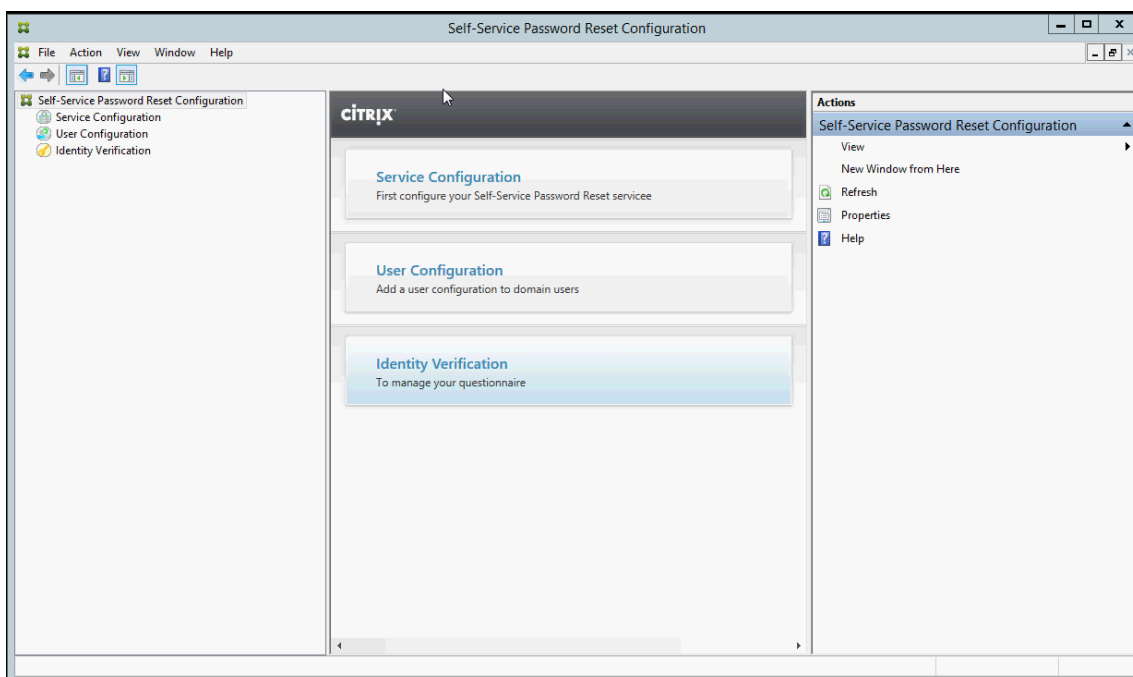 Self-Service Password Reset Configuration
File Action View Window Help
Self-Service Password Reset Configuration
Service Configuration
User Configuration
Identity Verification
CİTRIX
Service Configuration
First configure your Self-Service Password Reset servicee
User Configuration
Add a user configuration to domain users
Identity Verification
To manage your questionnaire
Actions
Self-Service Password Reset Configuration
View
New Window from Here
Refresh
Properties
Help